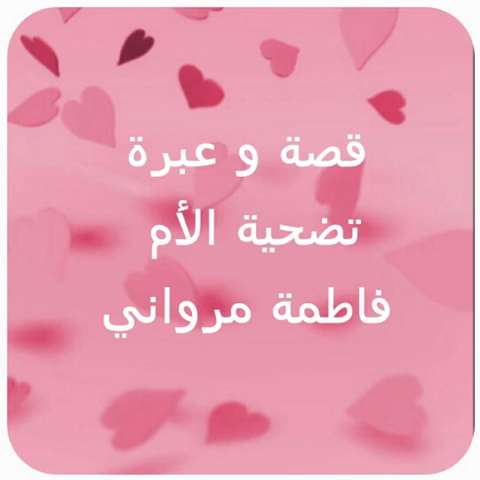 قصة و عبرة
تضحية الأم
فاطمة مرواني